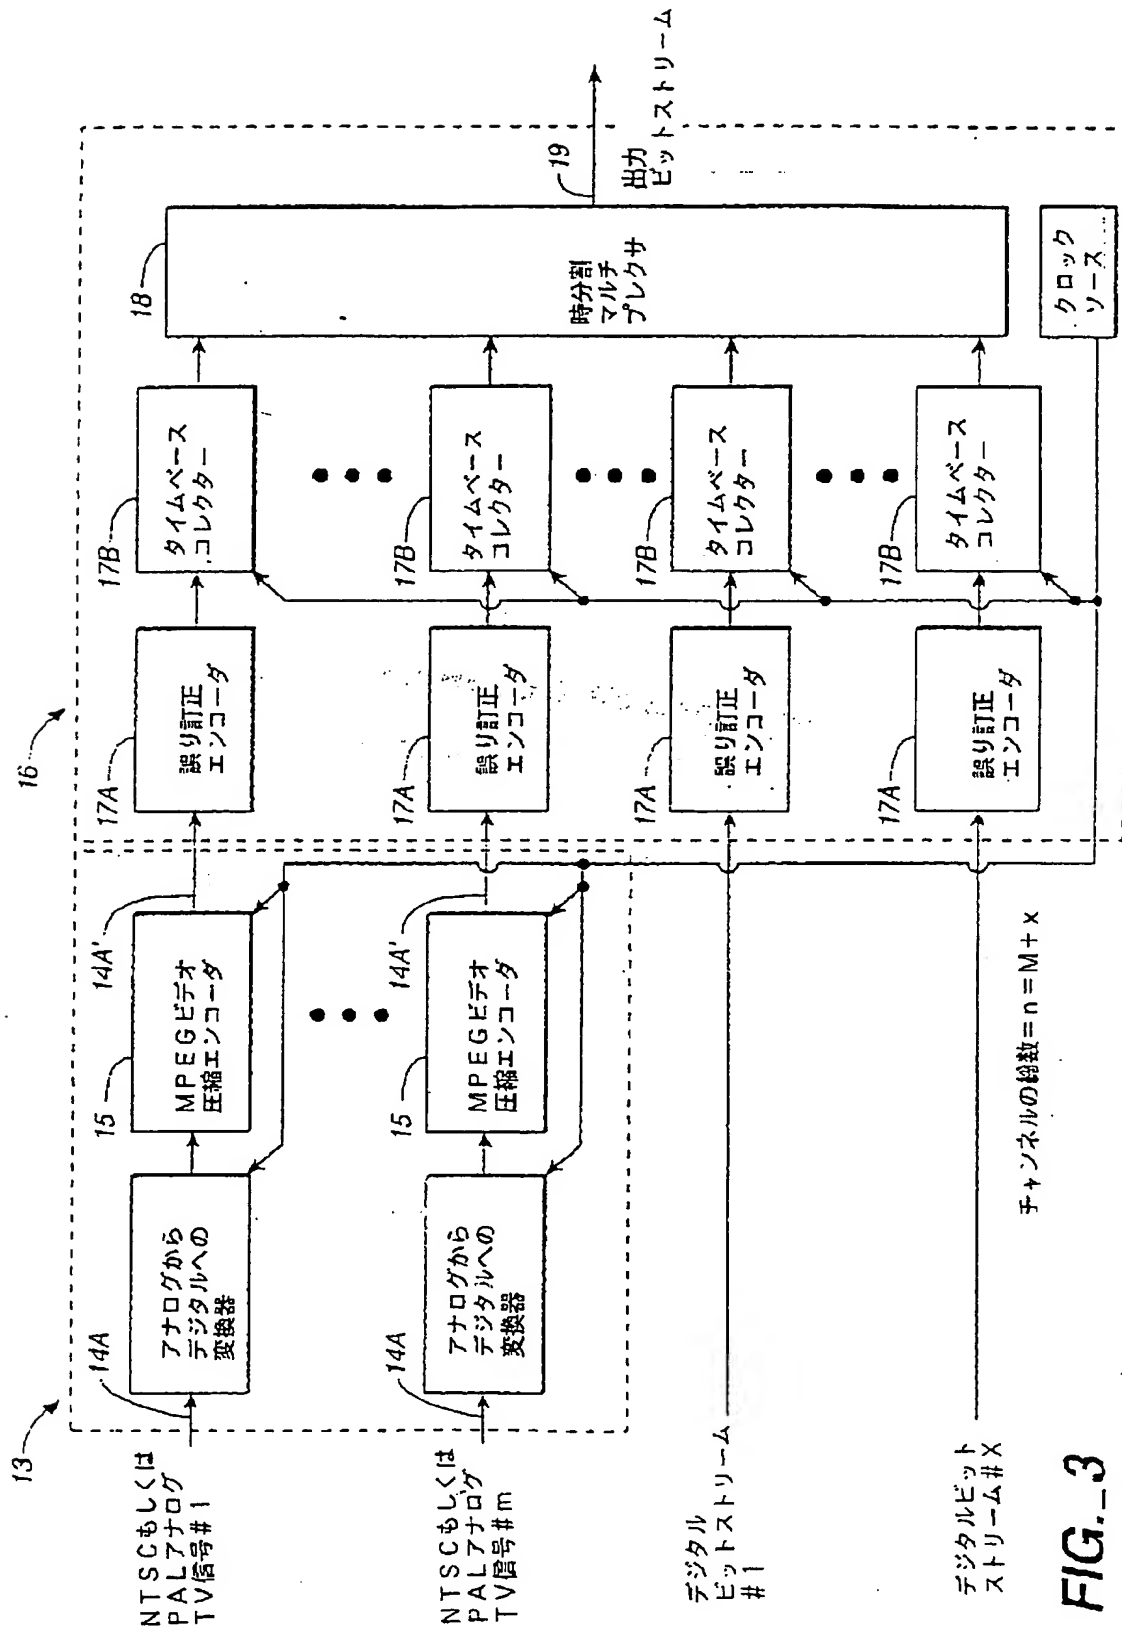 13
16
NTSCもしくは
PALアナログ
TV信号#1
14A
アナログから
デジタルへの
変換器
15
MPEGビデオ
圧縮エンコーダ
14A'
17A
誤り訂正
エンコーダ
17B
タイムベース
コレクター
18
時分割
マルチ
プレクサ
19
出力
ビットストリーム
NTSCもしくは
PALアナログ
TV信号#m
14A
アナログから
デジタルへの
変換器
15
MPEGビデオ
圧縮エンコーダ
14A'
17A
誤り訂正
エンコーダ
17B
タイムベース
コレクター
デジタル
ビットストリーム
#1
17A
誤り訂正
エンコーダ
17B
タイムベース
コレクター
デジタルビット
ストリーム#X
17A
誤り訂正
エンコーダ
17B
タイムベース
コレクター
クロック
ソース
チャンネルの総数=n=M+x
FIG._3